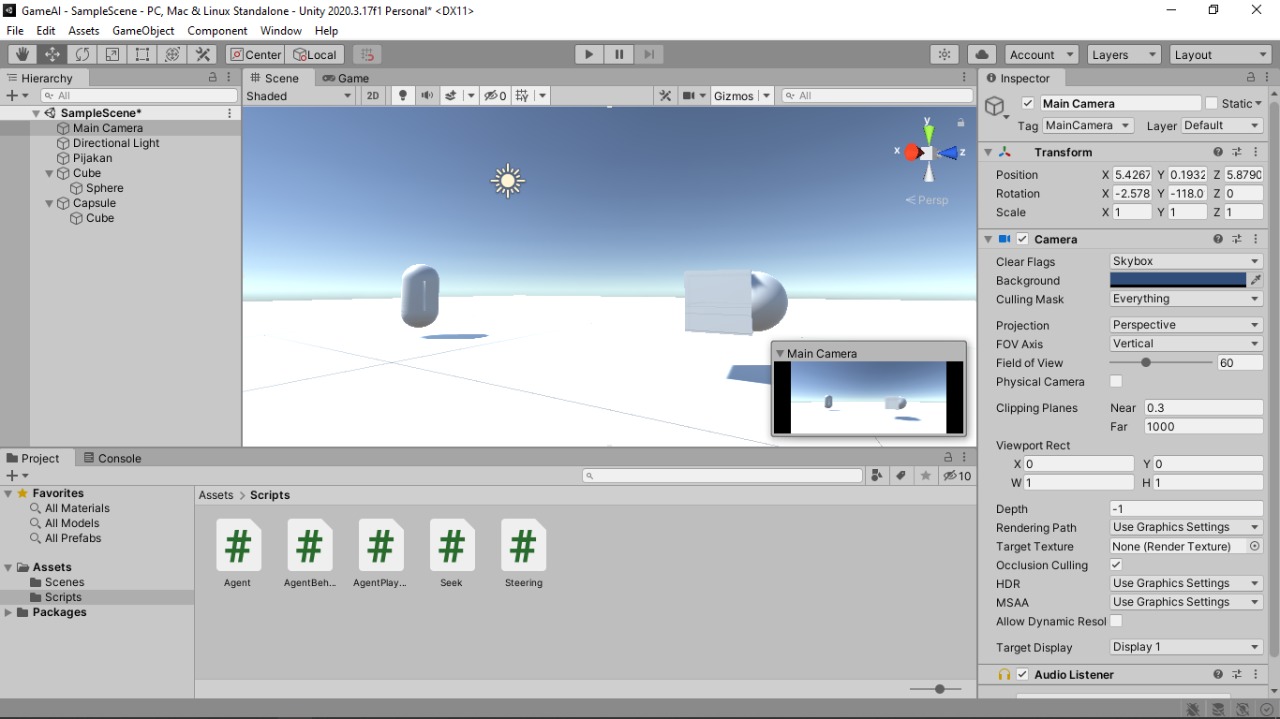 GameAI - SampleScene - PC, Mac & Linux Standalone - Unity 2020.3.17f1 Personal* <DX11>
File Edit Assets GameObject Component Window Help
Center Local Account Layers Layout
Hierarchy
All
SampleScene*
Main Camera
Directional Light
Pijakan
Cube
Sphere
Capsule
Cube
Scene Game
Shaded 2D 0 Gizmos All
y
x z
Persp
Main Camera
Inspector
Main Camera Static
Tag MainCamera Layer Default
Transform
Position X 5.4267 Y 0.1932 Z 5.8790
Rotation X -2.578 Y -118.0 Z 0
Scale X 1 Y 1 Z 1
Camera
Clear Flags Skybox
Background
Culling Mask Everything
Projection Perspective
FOV Axis Vertical
Field of View 60
Physical Camera
Clipping Planes Near 0.3
Far 1000
Viewport Rect
X 0 Y 0
W 1 H 1
Depth -1
Rendering Path Use Graphics Settings
Target Texture None (Render Texture)
Occlusion Culling
HDR Use Graphics Settings
MSAA Use Graphics Settings
Allow Dynamic Resol
Target Display Display 1
Audio Listener
Project Console
10
Favorites
All Materials
All Models
All Prefabs
Assets
Scenes
Scripts
Packages
Assets > Scripts
# # # # #
Agent AgentBeh... AgentPlay... Seek Steering